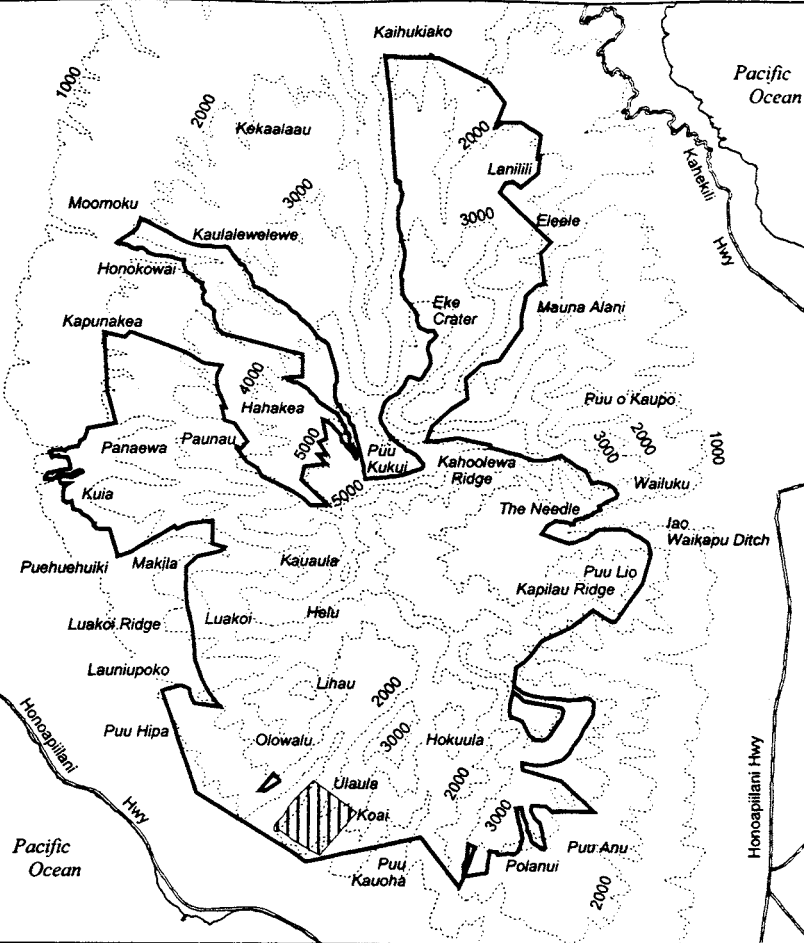 Kaihukiako
Pacific
Ocean
1000
2000
Kekaalaau
2000
Kahekili
Hwy
Lanilili
3000
Moomoku
3000
Eleele
Kaulalewelewe
Honokowai
Eke
Crater
Mauna Alani
Kapunakea
4000
Hahakea
Puu o Kaupo
Panaewa
Paunau
5000
Puu
Kukui
3000
2000
1000
Kahoolewa
Ridge
Wailuku
Kuia
5000
The Needle
Iao
Waikapu Ditch
Puehuehuiki
Makila
Kauaula
Puu Lio
Kapilau Ridge
Luakoi Ridge
Luakoi
Helu
Launiupoko
Lihau
2000
Honoapiilani
Hwy
Puu Hipa
Olowalu
3000
Hokuula
Ulaula
2000
Koai
3000
Honoapiilani Hwy
Pacific
Ocean
Puu
Kauoha
Polanui
Puu Anu
2000